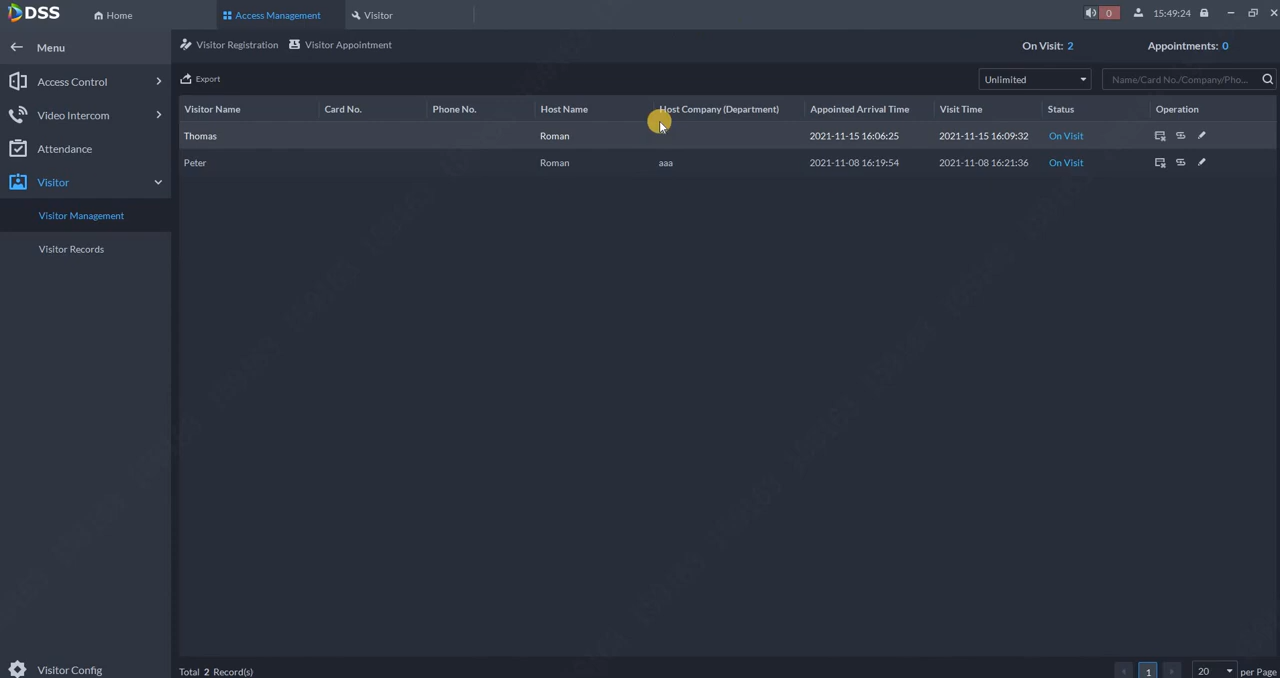 DSS Home Access Management Visitor 0 15:49:24
Menu Visitor Registration Visitor Appointment On Visit: 2 Appointments: 0
Access Control Export Unlimited Name/Card No./Company/Pho...
Visitor Name Card No. Phone No. Host Name Host Company (Department) Appointed Arrival Time Visit Time Status Operation
Video Intercom
Thomas Roman 2021-11-15 16:06:25 2021-11-15 16:09:32 On Visit
Attendance
Peter Roman aaa 2021-11-08 16:19:54 2021-11-08 16:21:36 On Visit
Visitor
Visitor Management
Visitor Records
Visitor Config Total 2 Record(s) 1 20 per Page